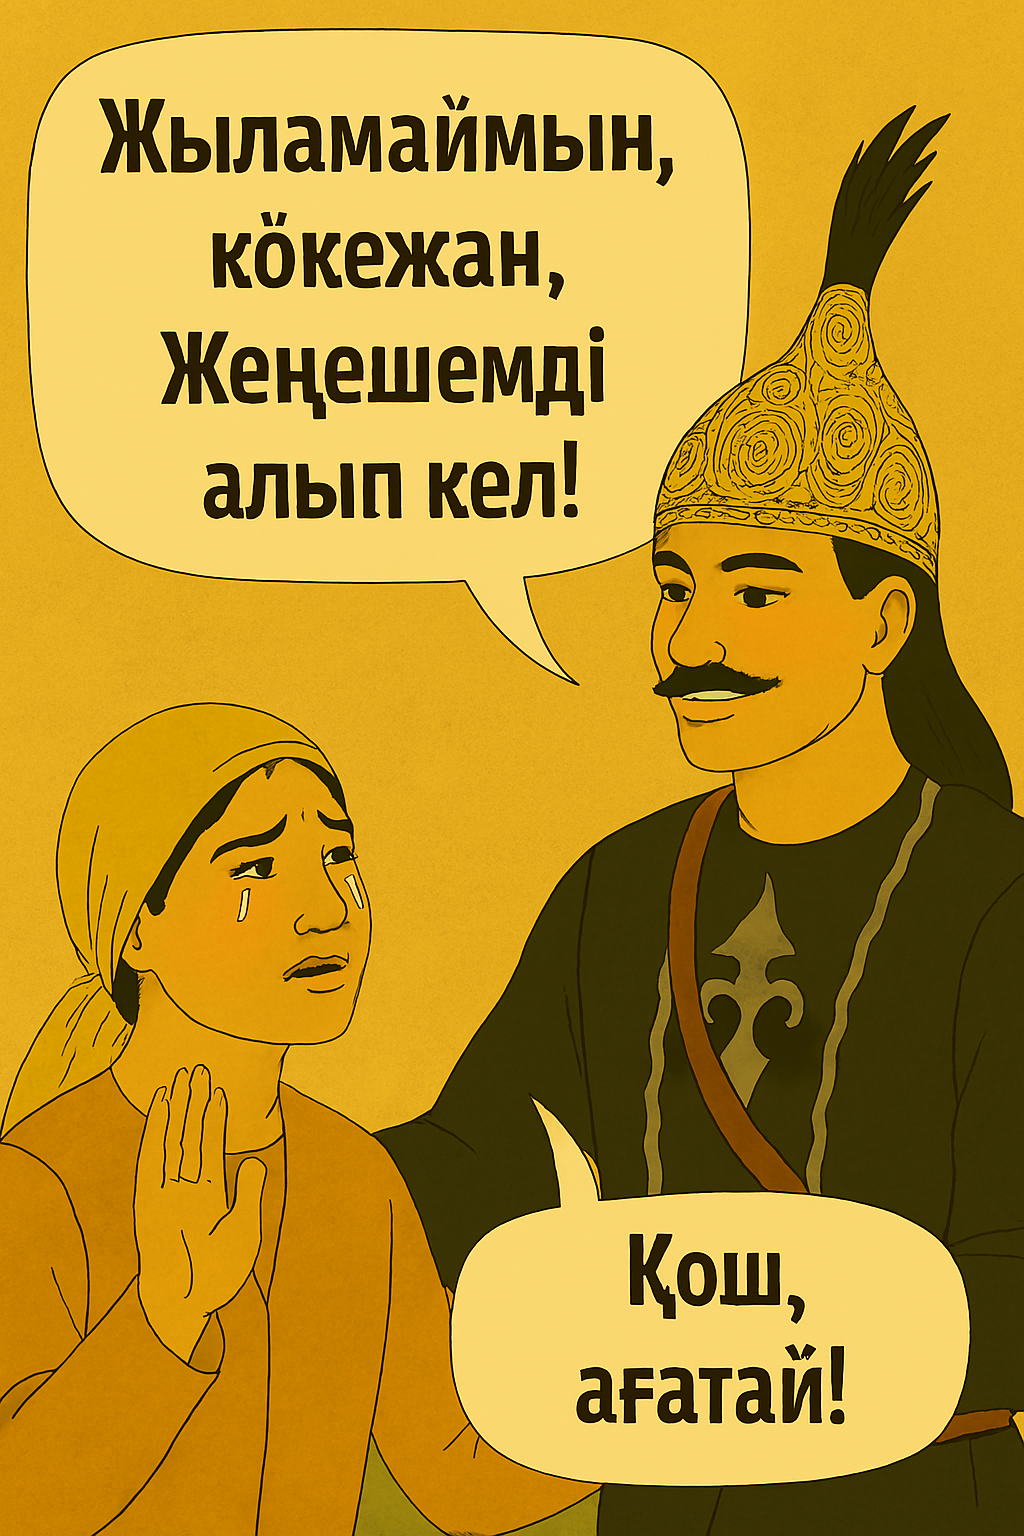 Жыламаймын,
кӧкежан,
Жеңешемді
алып кел!
Қош,
ағатай!